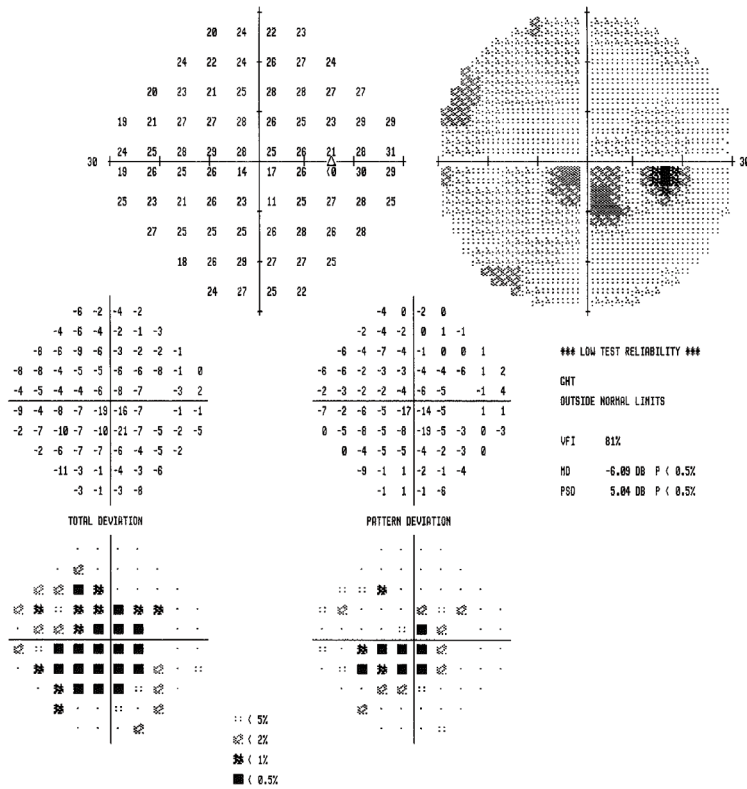 20 24 22 23
24 22 24 26 27 24
20 23 21 25 28 28 27 27
19 21 27 27 28 26 25 23 29 29
24 25 28 29 28 25 26 21 28 31
30 30
19 26 25 26 14 17 26 (0 30 29
25 23 21 26 23 11 25 27 28 25
27 25 25 25 26 28 26 28
18 26 29 27 27 25
24 27 25 22
-6 -2 -4 -2
-4 -6 -4 -2 -1 -3
-8 -6 -9 -6 -3 -2 -2 -1
-8 -8 -4 -5 -5 -6 -6 -8 -1 0
-4 -5 -4 -4 -6 -8 -7 -3 2
-9 -4 -8 -7 -19 -16 -7 -1 -1
-2 -7 -10 -7 -10 -21 -7 -5 -2 -5
-2 -6 -7 -7 -6 -4 -5 -2
-11 -3 -1 -4 -3 -6
-3 -1 -3 -8
TOTAL DEVIATION
-4 0 -2 0
-2 -4 -2 0 1 -1
-6 -4 -7 -4 -1 0 0 1
-6 -6 -2 -3 -3 -4 -4 -6 1 2
-2 -3 -2 -2 -4 -6 -5 -1 4
-7 -2 -6 -5 -17 -14 -5 1 1
0 -5 -8 -5 -8 -19 -5 -3 0 -3
0 -4 -5 -5 -4 -2 -3 0
-9 -1 1 -2 -1 -4
-1 1 -1 -6
PATTERN DEVIATION
*** LOW TEST RELIABILITY ***
GHT
OUTSIDE NORMAL LIMITS
VFI 81%
MD -6.09 DB P < 0.5%
PSD 5.04 DB P < 0.5%
< 5%
< 2%
< 1%
< 0.5%